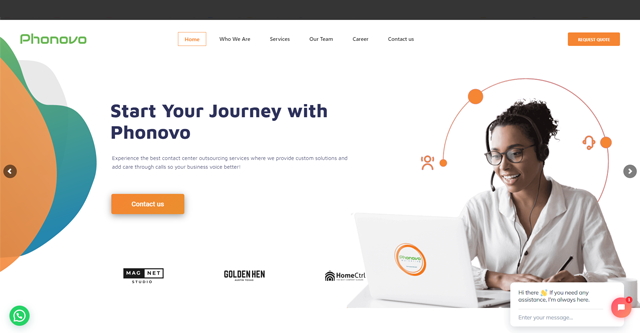 Phonovo
Home
Who We Are
Services
Our Team
Career
Contact us
REQUEST QUOTE
Start Your Journey with
Phonovo
Experience the best contact center outsourcing services where we provide custom solutions and
add care through calls so your business voice better!
Contact us
MAG NET
STUDIO
GOLDEN HEN
HomeCtrl
Phonovo
Hi there 👋 If you need any
assistance, I'm always here.
Enter your message...
1